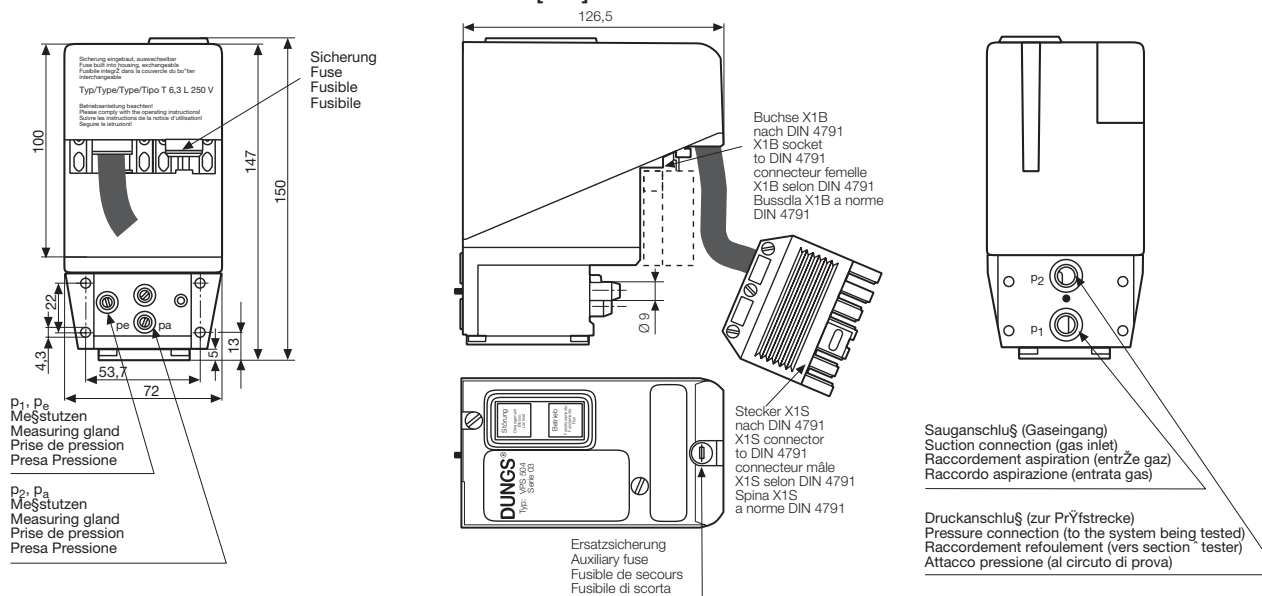 126,5
Sicherung eingebaut, auswechselbar
Fuse built into housing, exchangeable
Fusibile integrŽ dans la couvercle du bo”tier
interchangeable
Typ/Type/Type/Tipo T 6,3 L 250 V
Betriebsanleitung beachten!
Please comply with the operating instructions!
Suivre les instructions de la notice d'utilisation!
Seguire le istruzioni!
Sicherung
Fuse
Fusible
Fusibile
100
147
150
22
4,3
pe
pa
5
13
53,7
72
p1, pe
Me§stutzen
Measuring gland
Prise de pression
Presa Pressione
p2, pa
Me§stutzen
Measuring gland
Prise de pression
Presa Pressione
Buchse X1B
nach DIN 4791
X1B socket
to DIN 4791
connecteur femelle
X1B selon DIN 4791
Bussdla X1B a norme
DIN 4791
Ø 9
Störung
Betrieb
DUNGS®
Typ: VPS 504
Serie 03
Stecker X1S
nach DIN 4791
X1S connector
to DIN 4791
connecteur mâle
X1S selon DIN 4791
Spina X1S
a norme DIN 4791
Ersatzsicherung
Auxiliary fuse
Fusible de secours
Fusibile di scorta
p2
p1
Sauganschlu§ (Gaseingang)
Suction connection (gas inlet)
Raccordement aspiration (entrŽe gaz)
Raccordo aspirazione (entrata gas)
Druckanschlu§ (zur PrŸfstrecke)
Pressure connection (to the system being tested)
Raccordement refoulement (vers section ˆ tester)
Attacco pressione (al circuto di prova)